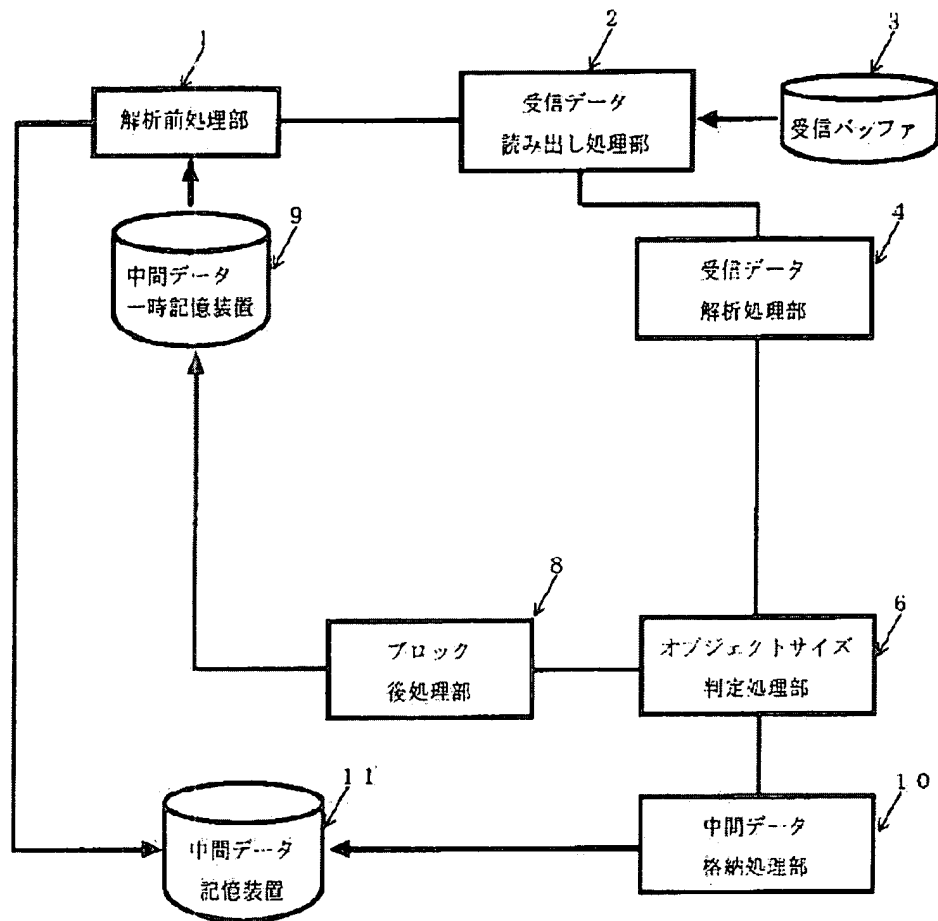 1
2
3
解析前処理部
受信データ
読み出し処理部
受信バッファ
9
4
中間データ
一時記憶装置
受信データ
解析処理部
8
6
ブロック
後処理部
オブジェクトサイズ
判定処理部
11
10
中間データ
記憶装置
中間データ
格納処理部